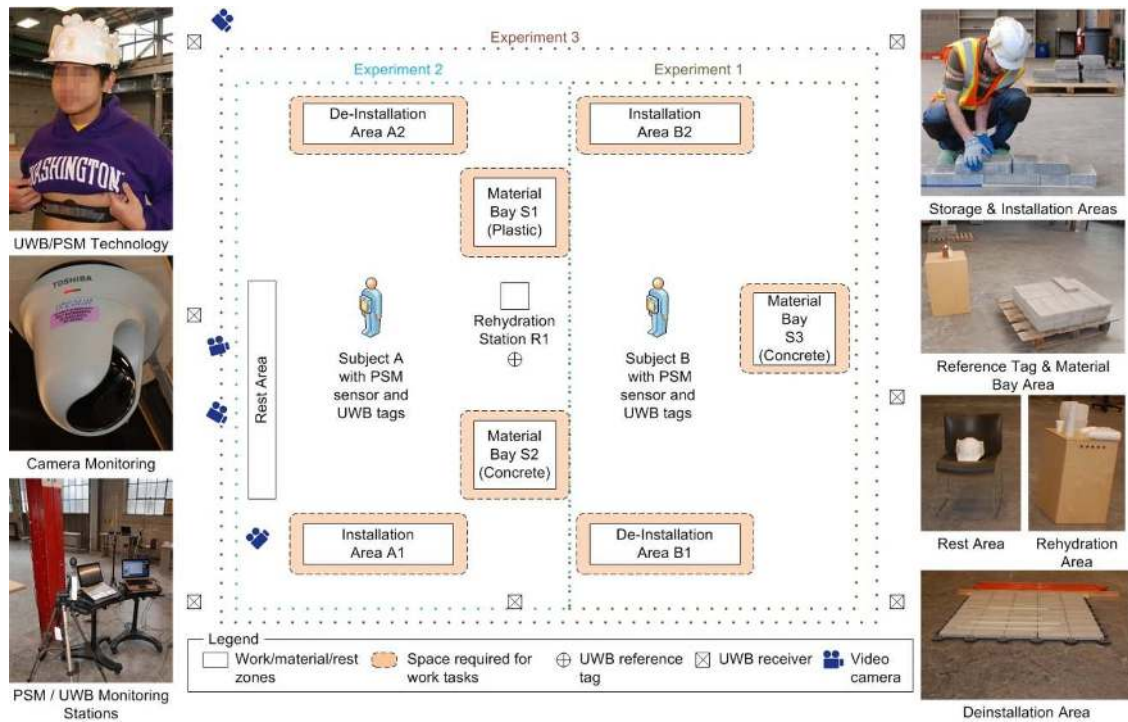 Experiment 3
Experiment 2
Experiment 1
De-Installation
Area A2
Installation
Area B2
Material
Bay S1
(Plastic)
Rehydration
Station R1
Subject A
with PSM
sensor and
UWB tags
Subject B
with PSM
sensor and
UWB tags
Material
Bay
S3
(Concrete)
Rest Area
Material
Bay S2
(Concrete)
Installation
Area A1
De-Installation
Area B1
Legend
Work/material/rest
zones
Space required for
work tasks
UWB reference
tag
UWB receiver
Video
camera
WASHINGTON
UWB/PSM Technology
TOSHIBA
Camera Monitoring
PSM / UWB Monitoring
Stations
Storage & Installation Areas
Reference Tag & Material
Bay Area
Rest Area
Rehydration
Area
Deinstallation Area